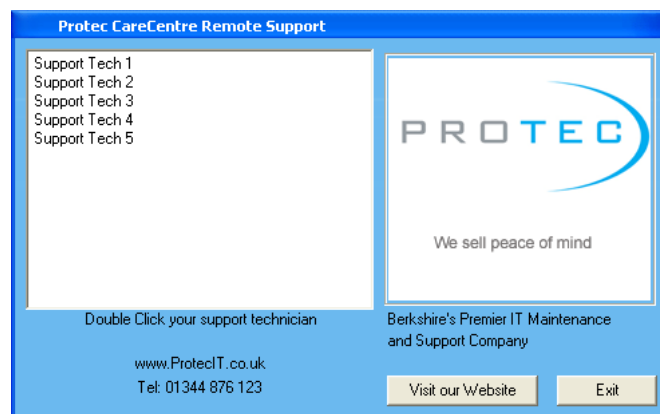 Protec CareCentre Remote Support
Support Tech 1
Support Tech 2
Support Tech 3
Support Tech 4
Support Tech 5
Double Click your support technician
www.ProtecIT.co.uk
Tel: 01344 876 123
PROTEC
We sell peace of mind
Berkshire's Premier IT Maintenance
and Support Company
Visit our Website
Exit